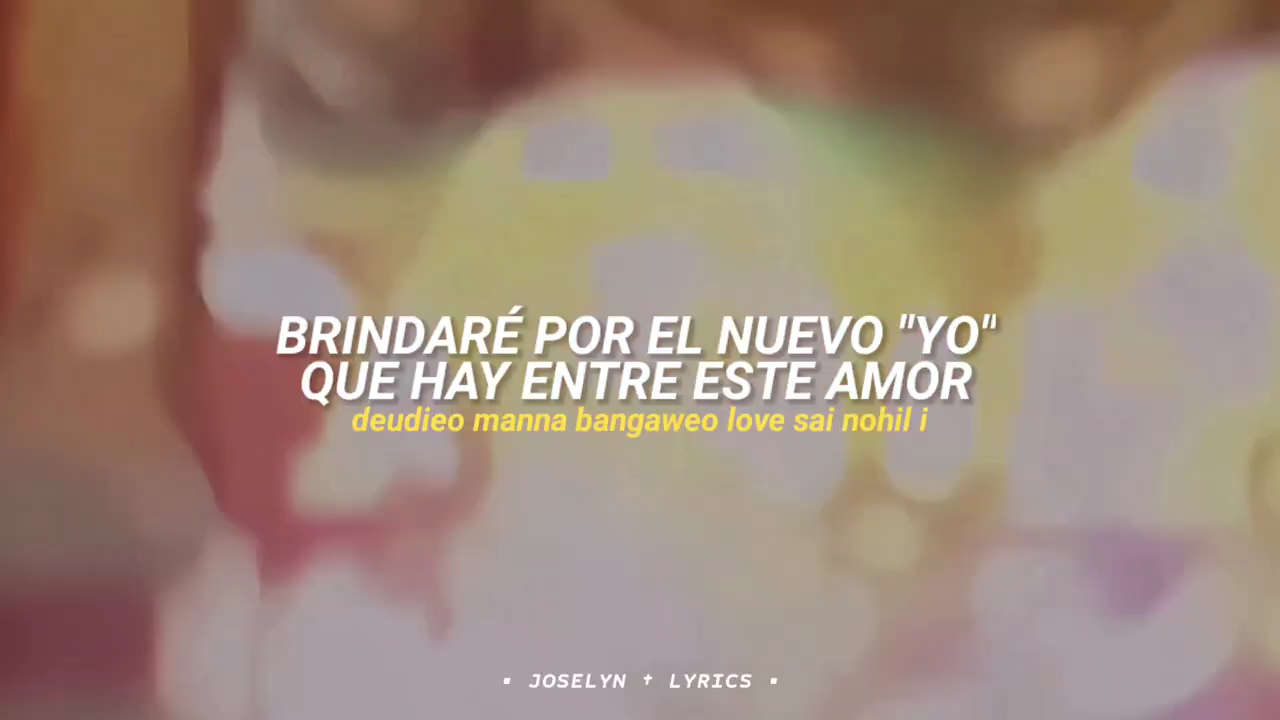 BRINDARÉ POR EL NUEVO "YO"
QUE HAY ENTRE ESTE AMOR
deudieo manna bangaweo love sai nohil i
▪ JOSELYN † LYRICS ▪